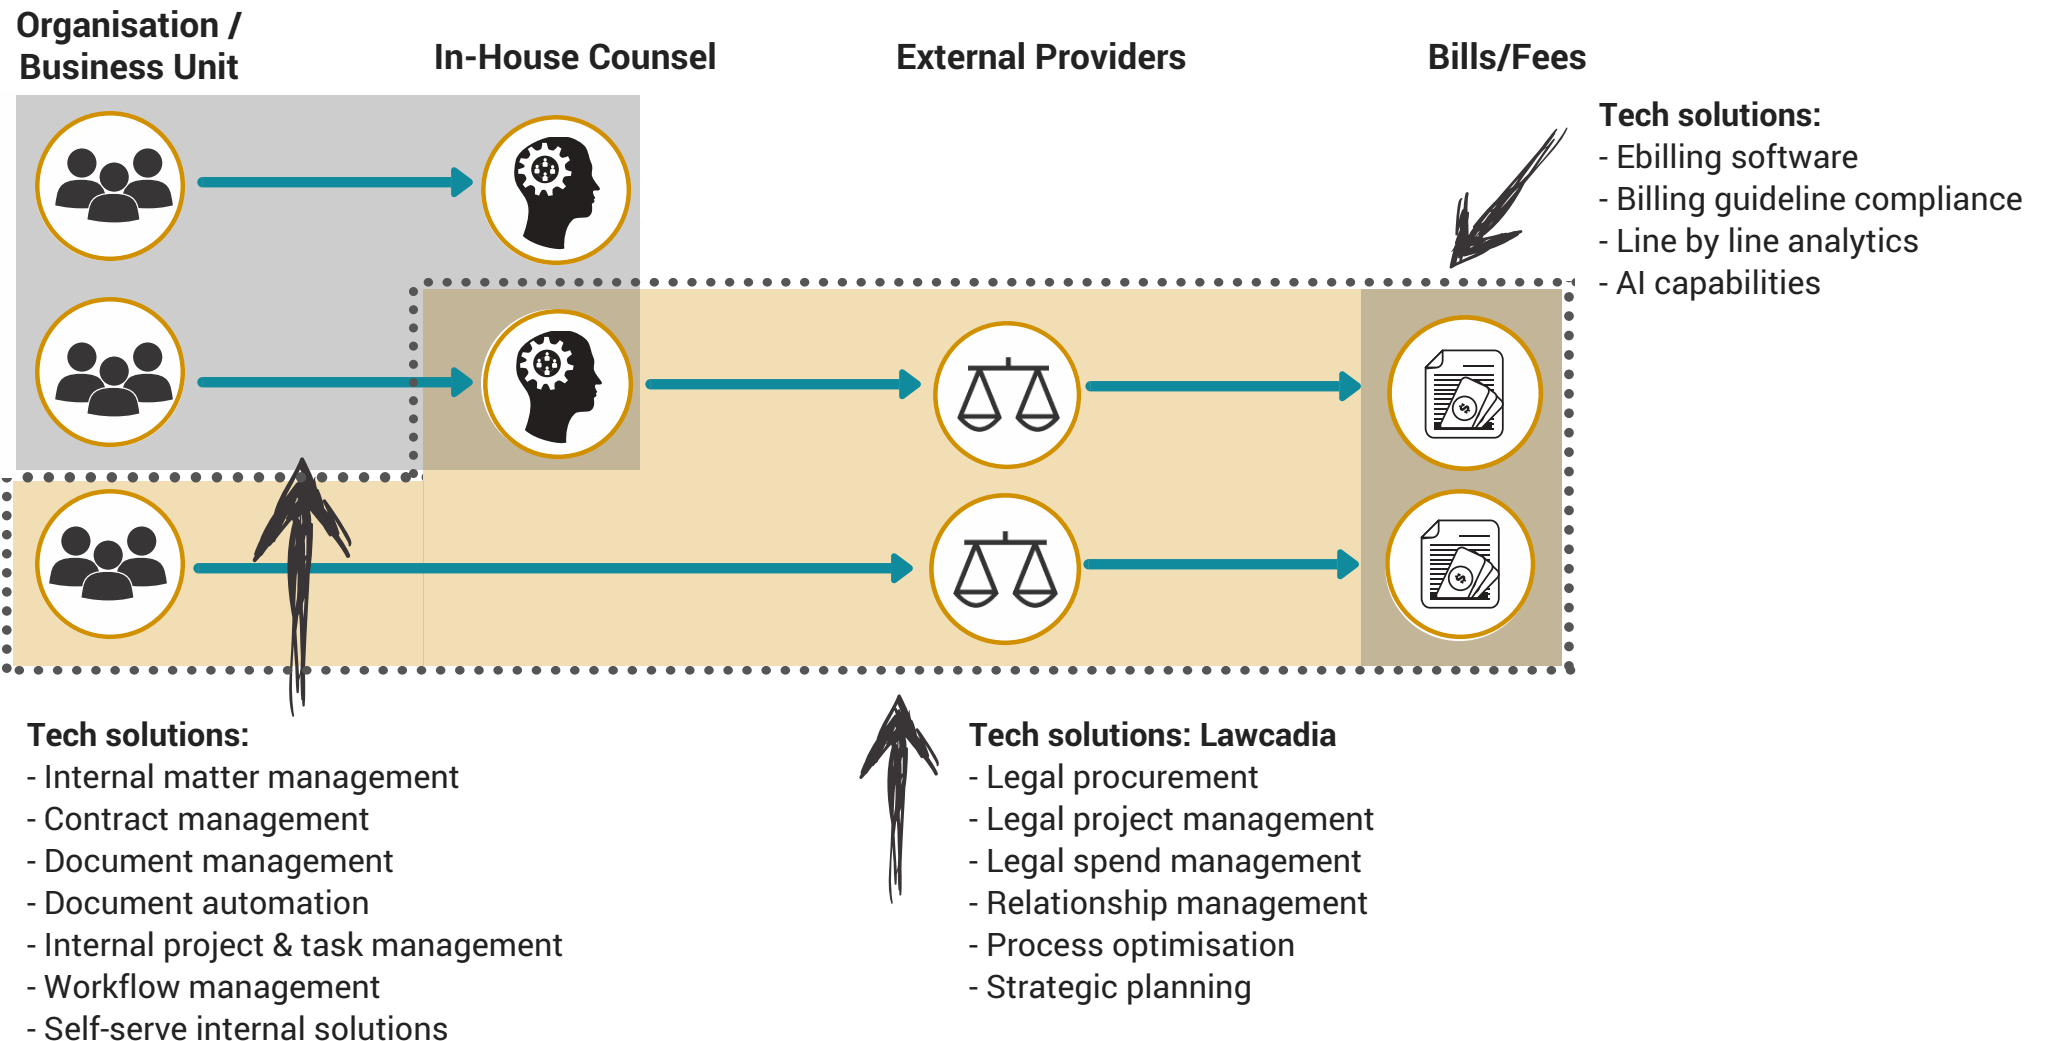 Organisation /
Business Unit
In-House Counsel
External Providers
Bills/Fees
Tech solutions:
- Ebilling software
- Billing guideline compliance
- Line by line analytics
- AI capabilities
Tech solutions:
- Internal matter management
- Contract management
- Document management
- Document automation
- Internal project & task management
- Workflow management
- Self-serve internal solutions
Tech solutions: Lawcadia
- Legal procurement
- Legal project management
- Legal spend management
- Relationship management
- Process optimisation
- Strategic planning